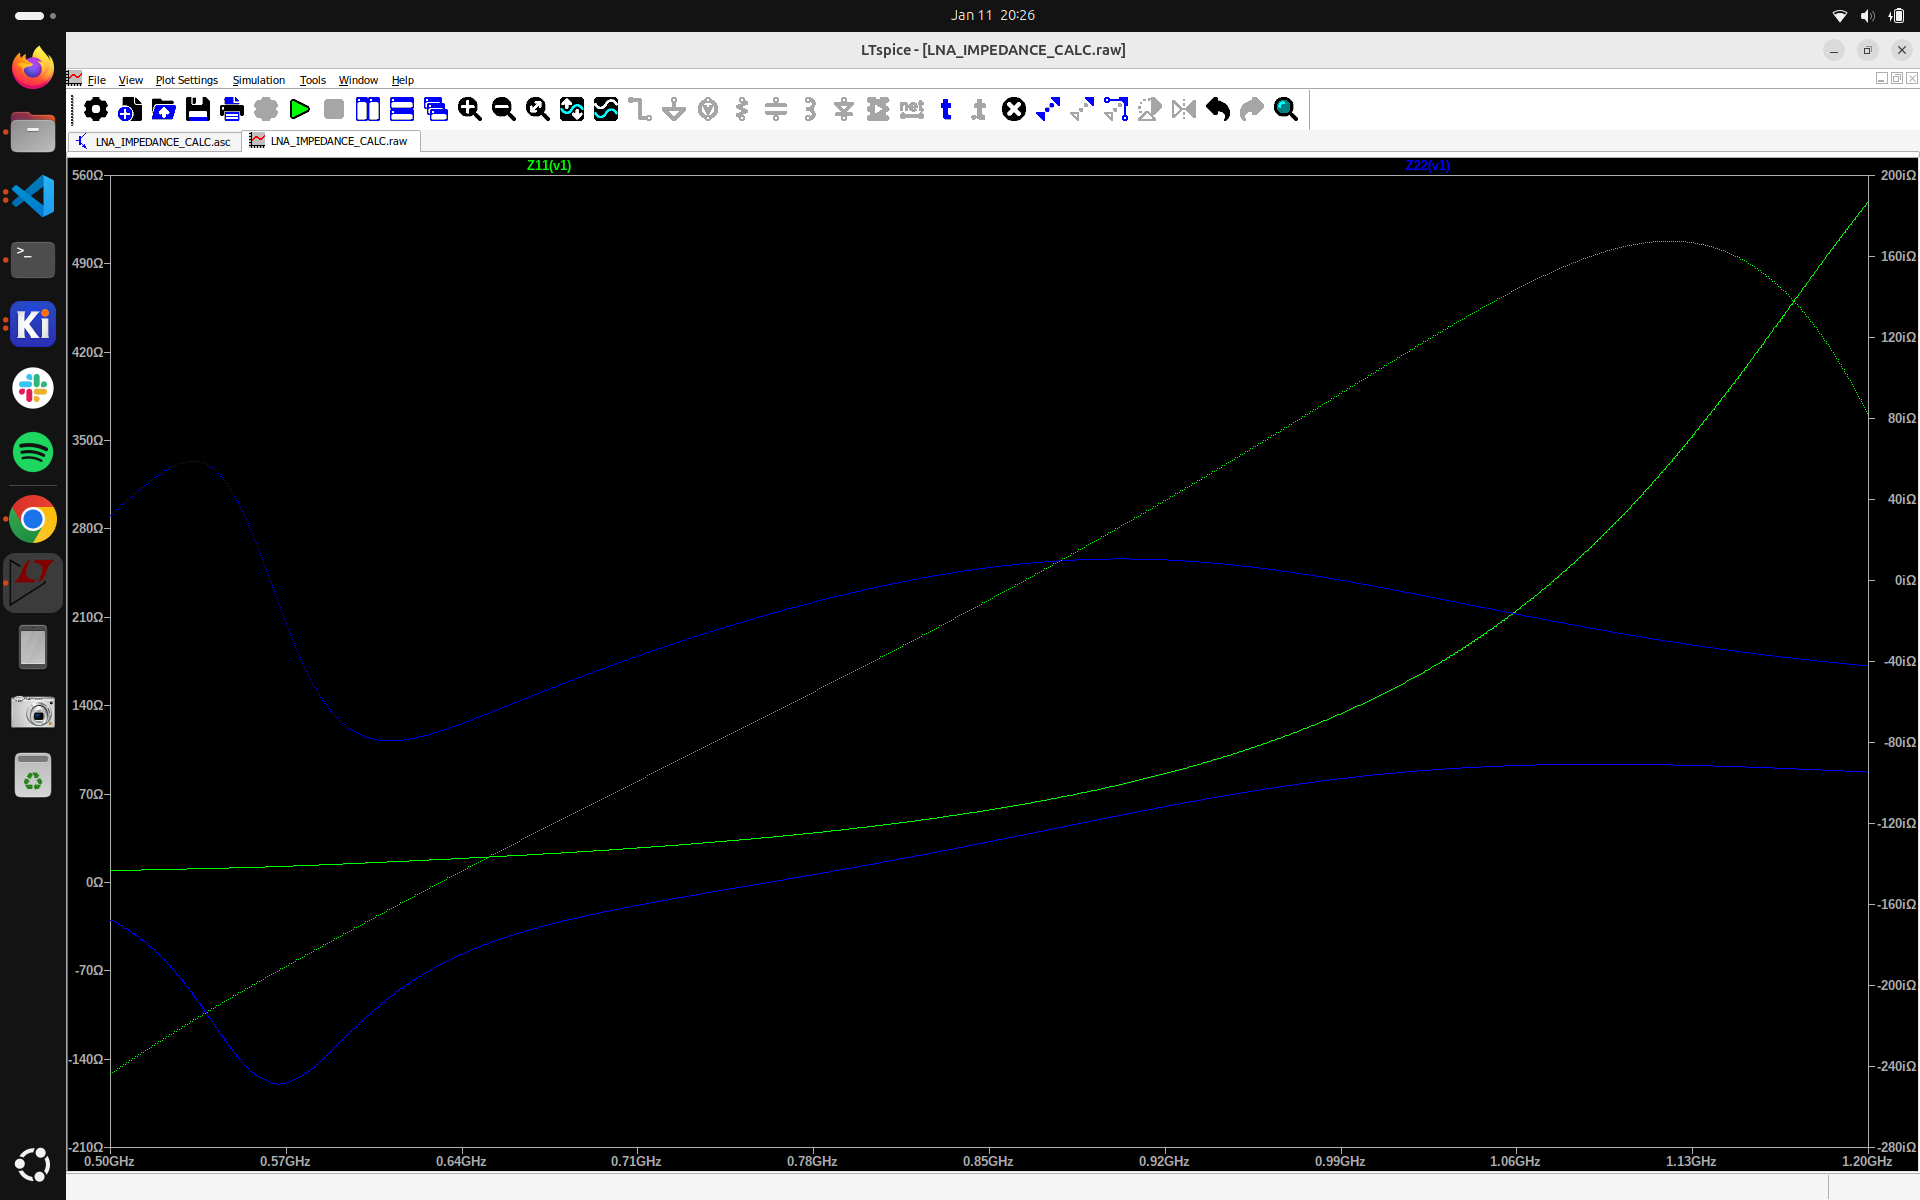 Jan 11 20:26
LTspice - [LNA_IMPEDANCE_CALC.raw]
File View Plot Settings Simulation Tools Window Help
net t t
LNA_IMPEDANCE_CALC.asc LNA_IMPEDANCE_CALC.raw
Z11(v1) Z22(v1)
560Ω 200iΩ
490Ω 160iΩ
420Ω 120iΩ
350Ω 80iΩ
280Ω 40iΩ
210Ω 0iΩ
140Ω -40iΩ
70Ω -80iΩ
0Ω -120iΩ
-70Ω -160iΩ
-140Ω -200iΩ
-210Ω -240iΩ
-280iΩ
0.50GHz 0.57GHz 0.64GHz 0.71GHz 0.78GHz 0.85GHz 0.92GHz 0.99GHz 1.06GHz 1.13GHz 1.20GHz
>_
Ki